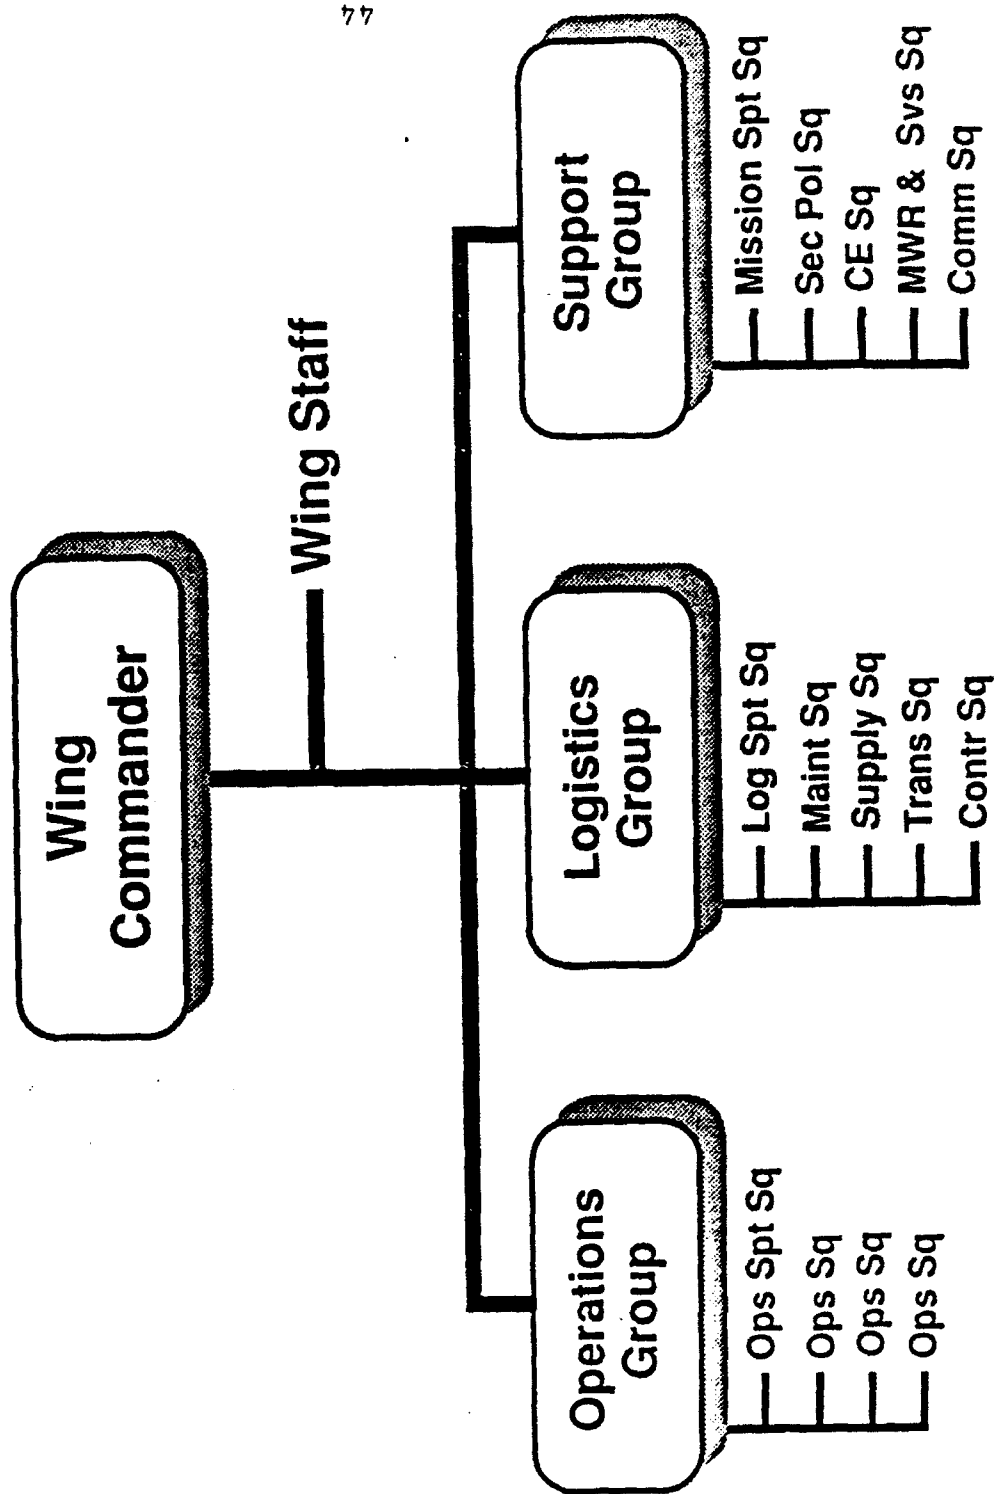 44
Wing
Commander
Wing Staff
Operations
Group
Ops Spt Sq
Ops Sq
Ops Sq
Ops Sq
Logistics
Group
Log Spt Sq
Maint Sq
Supply Sq
Trans Sq
Contr Sq
Support
Group
Mission Spt Sq
Sec Pol Sq
CE Sq
MWR & Svs Sq
Comm Sq